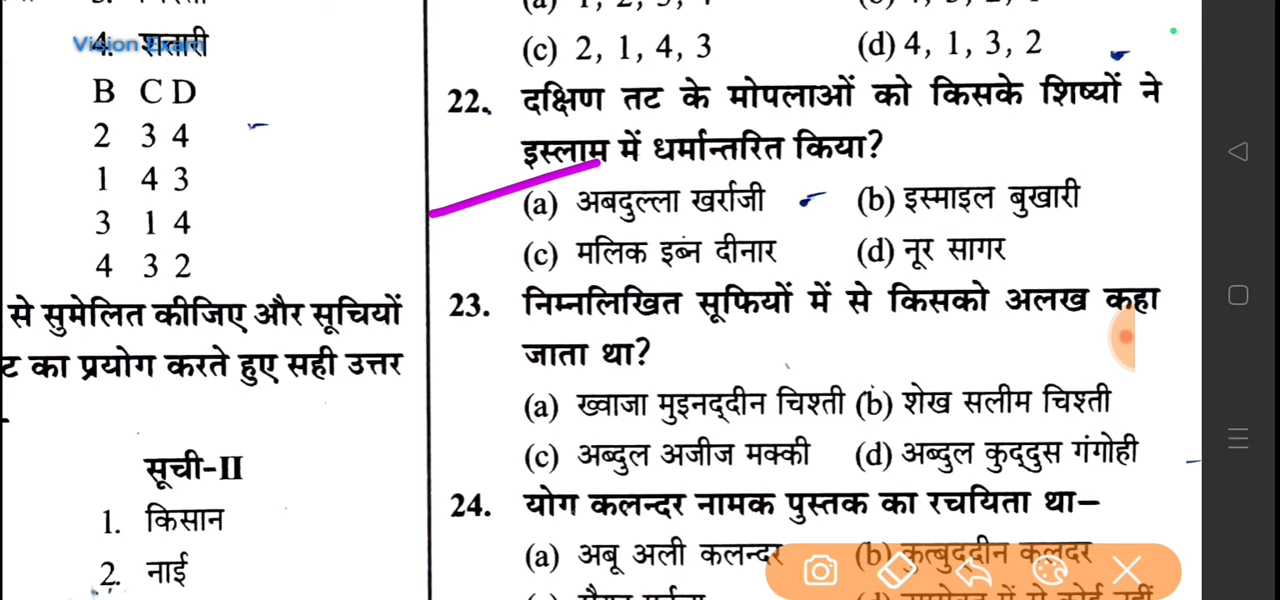 4. शत्तारी
Vision Exam
B C D
2 3 4
1 4 3
3 1 4
4 3 2
से सुमेलित कीजिए और सूचियों
ट का प्रयोग करते हुए सही उत्तर
सूची-II
1. किसान
2. नाई
(c) 2, 1, 4, 3 (d) 4, 1, 3, 2
22. दक्षिण तट के मोपलाओं को किसके शिष्यों ने
इस्लाम में धर्मान्तरित किया?
(a) अबदुल्ला खर्राजी (b) इस्माइल बुखारी
(c) मलिक इब्न दीनार (d) नूर सागर
23. निम्नलिखित सूफियों में से किसको अलख कहा
जाता था?
(a) ख्वाजा मुइनद्दीन चिश्ती (b) शेख सलीम चिश्ती
(c) अब्दुल अजीज मक्की (d) अब्दुल कुद्दुस गंगोही
24. योग कलन्दर नामक पुस्तक का रचयिता था–
(a) अबू अली कलन्दर (b) कुत्बुद्दीन कलंदर